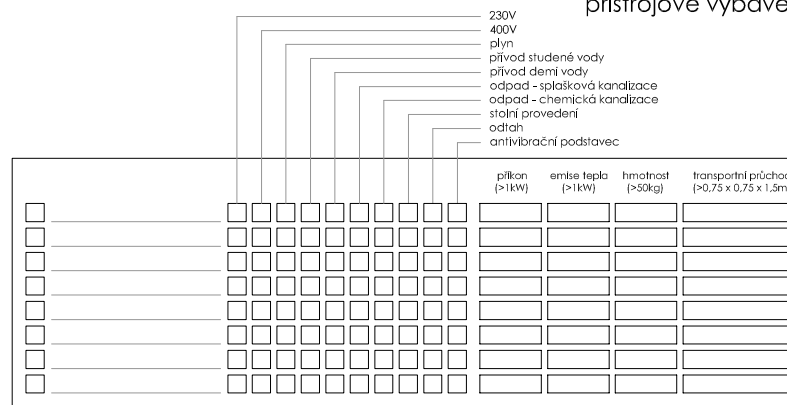 přístrojové vybave
230V
400V
plyn
přívod studené vody
přívod demi vody
odpad - splašková kanalizace
odpad - chemická kanalizace
stolní provedení
odtah
antivibrační podstavec
příkon
(>1kW)
emise tepla
(>1kW)
hmotnost
(>50kg)
transportní průchod
(>0,75 x 0,75 x 1,5m